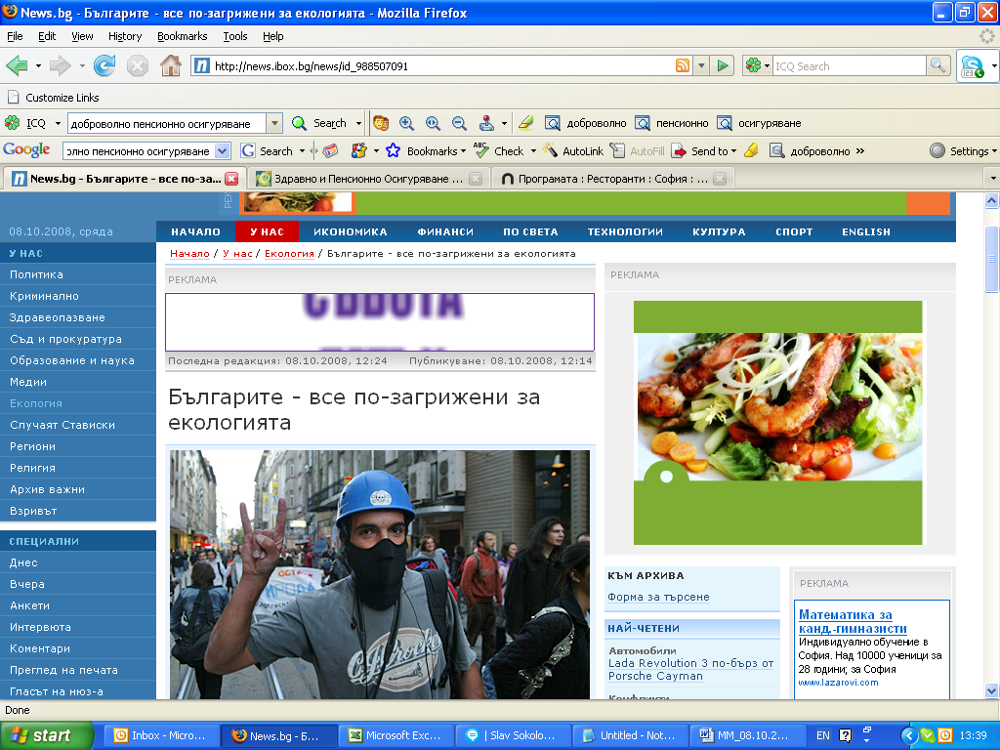 News.bg - Българите - все по-загрижени за екологията - Mozilla Firefox
File Edit View History Bookmarks Tools Help
http://news.ibox.bg/news/id_988507091
ICQ Search
Customize Links
ICQ доброволно пенсионно осигуряване Search доброволно пенсионно осигуряване
Google элно пенсионно осигуряване Search Bookmarks Check AutoLink AutoFill Send to доброволно » Settings
News.bg - Българите - все по-за... Здравно и Пенсионно Осигуряване ... Програмата : Ресторанти : София : ...
08.10.2008, сряда
НАЧАЛО У НАС ИКОНОМИКА ФИНАНСИ ПО СВЕТА ТЕХНОЛОГИИ КУЛТУРА СПОРТ ENGLISH
У НАС
Политика
Криминално
Здравеопазване
Съд и прокуратура
Образование и наука
Медии
Екология
Случаят Стависки
Региони
Религия
Архив важни
Взривът
СПЕЦИАЛНИ
Днес
Вчера
Анкети
Интервюта
Коментари
Преглед на печата
Гласът на нюз-а
Начало / У нас / Екология / Българите - все по-загрижени за екологията
РЕКЛАМА
СЪБОТА
Последна редакция: 08.10.2008, 12:24 Публикуване: 08.10.2008, 12:14
Българите - все по-загрижени за
екологията
РЕКЛАМА
КЪМ АРХИВА
Форма за търсене
НАЙ-ЧЕТЕНИ
Автомобили
Lada Revolution 3 по-бърз от
Porsche Cayman
Конфликти
РЕКЛАМА
Математика за
канд.-гимназисти
Индивидуално обучение в
София. Над 10000 ученици за
28 години; за София
www.lazarovi.com
Done
start Inbox - Micro... News.bg - Б... Microsoft Exc... | Slav Sokolo... Untitled - Not... MM_08.10.2... EN 13:39